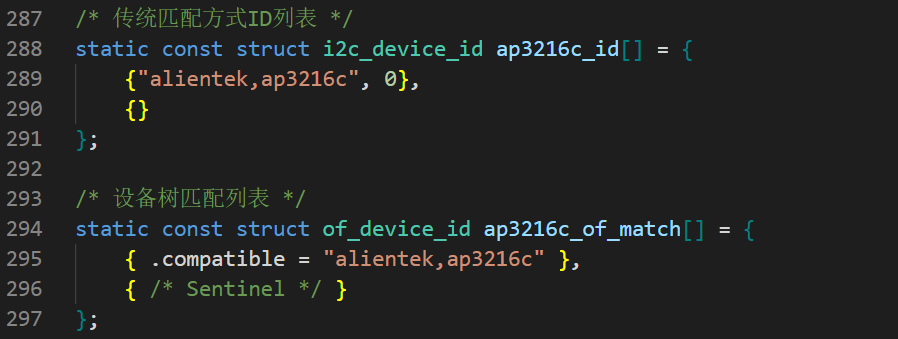 287 /* 传统匹配方式ID列表 */
288 static const struct i2c_device_id ap3216c_id[] = {
289     {"alientek,ap3216c", 0},
290     {}
291 };
292
293 /* 设备树匹配列表 */
294 static const struct of_device_id ap3216c_of_match[] = {
295     { .compatible = "alientek,ap3216c" },
296     { /* Sentinel */ }
297 };